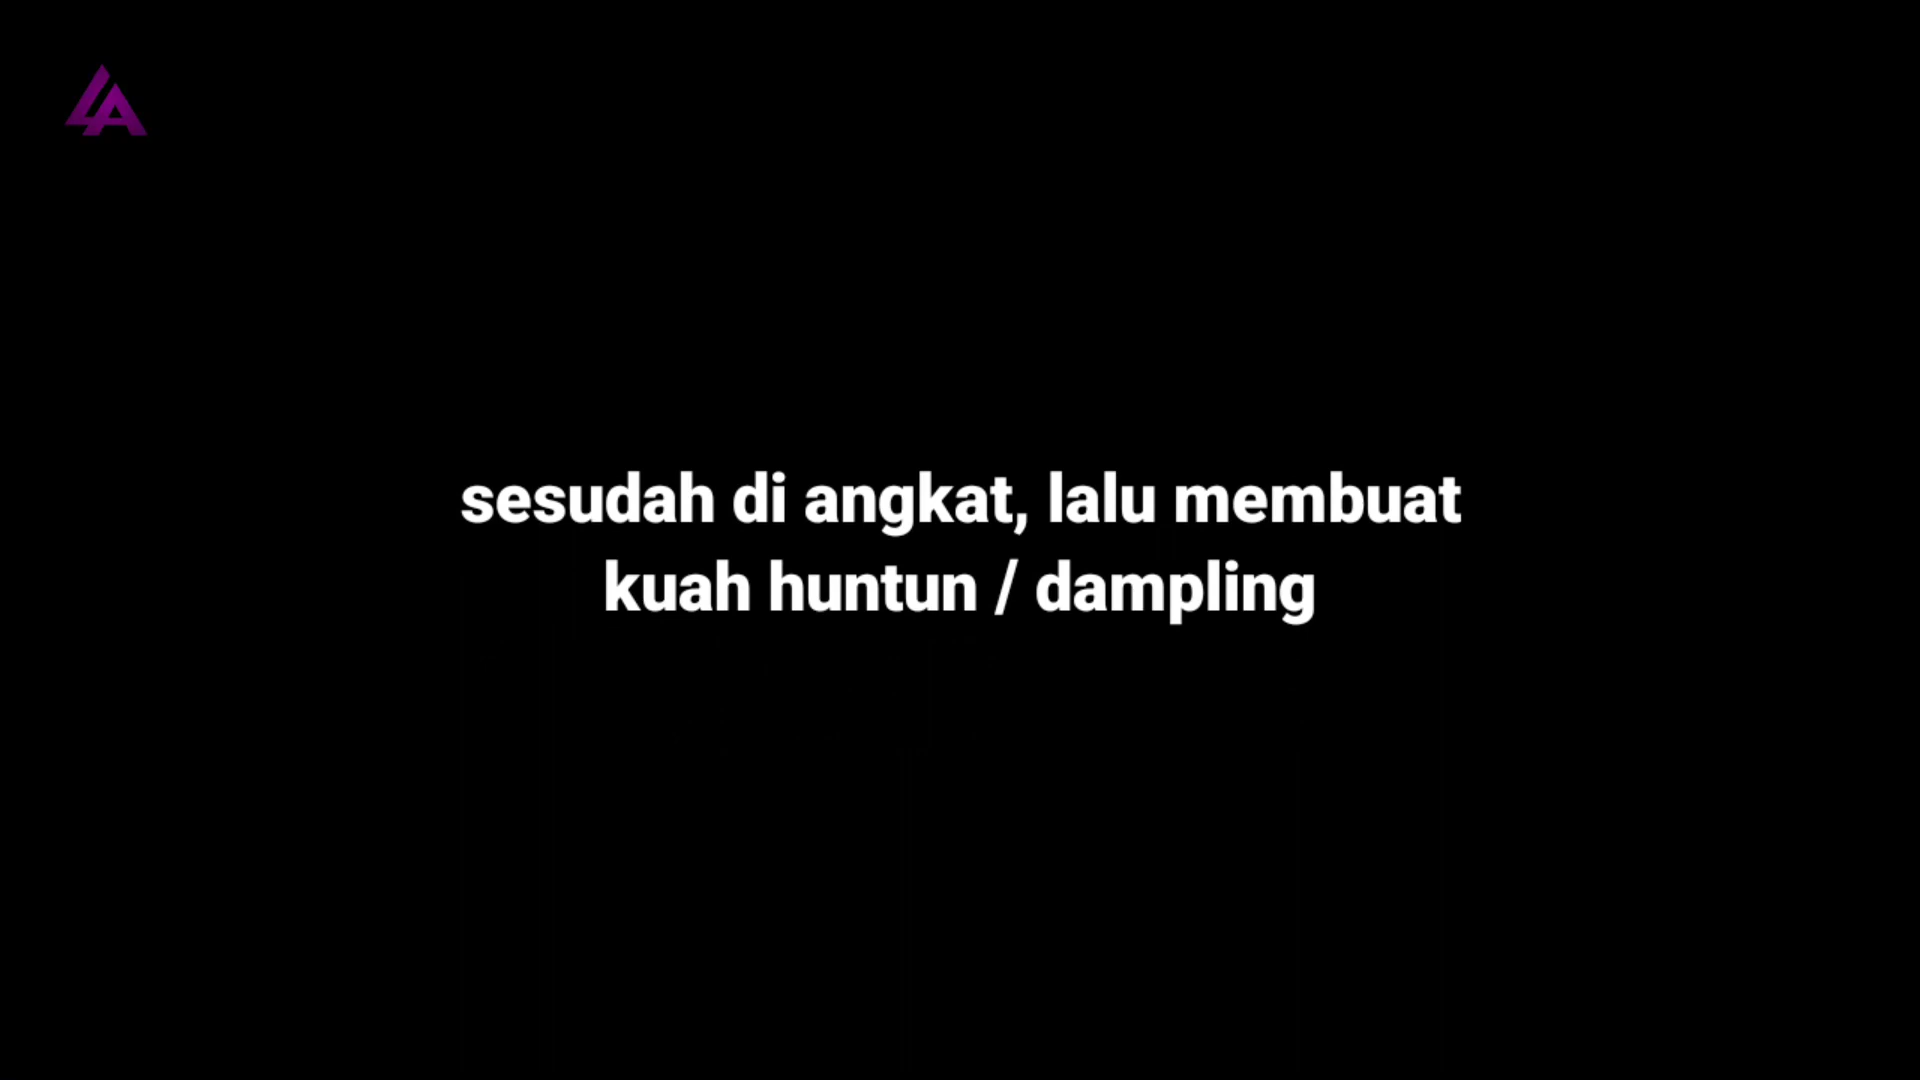 sesudah di angkat, lalu membuat
kuah huntun / dampling